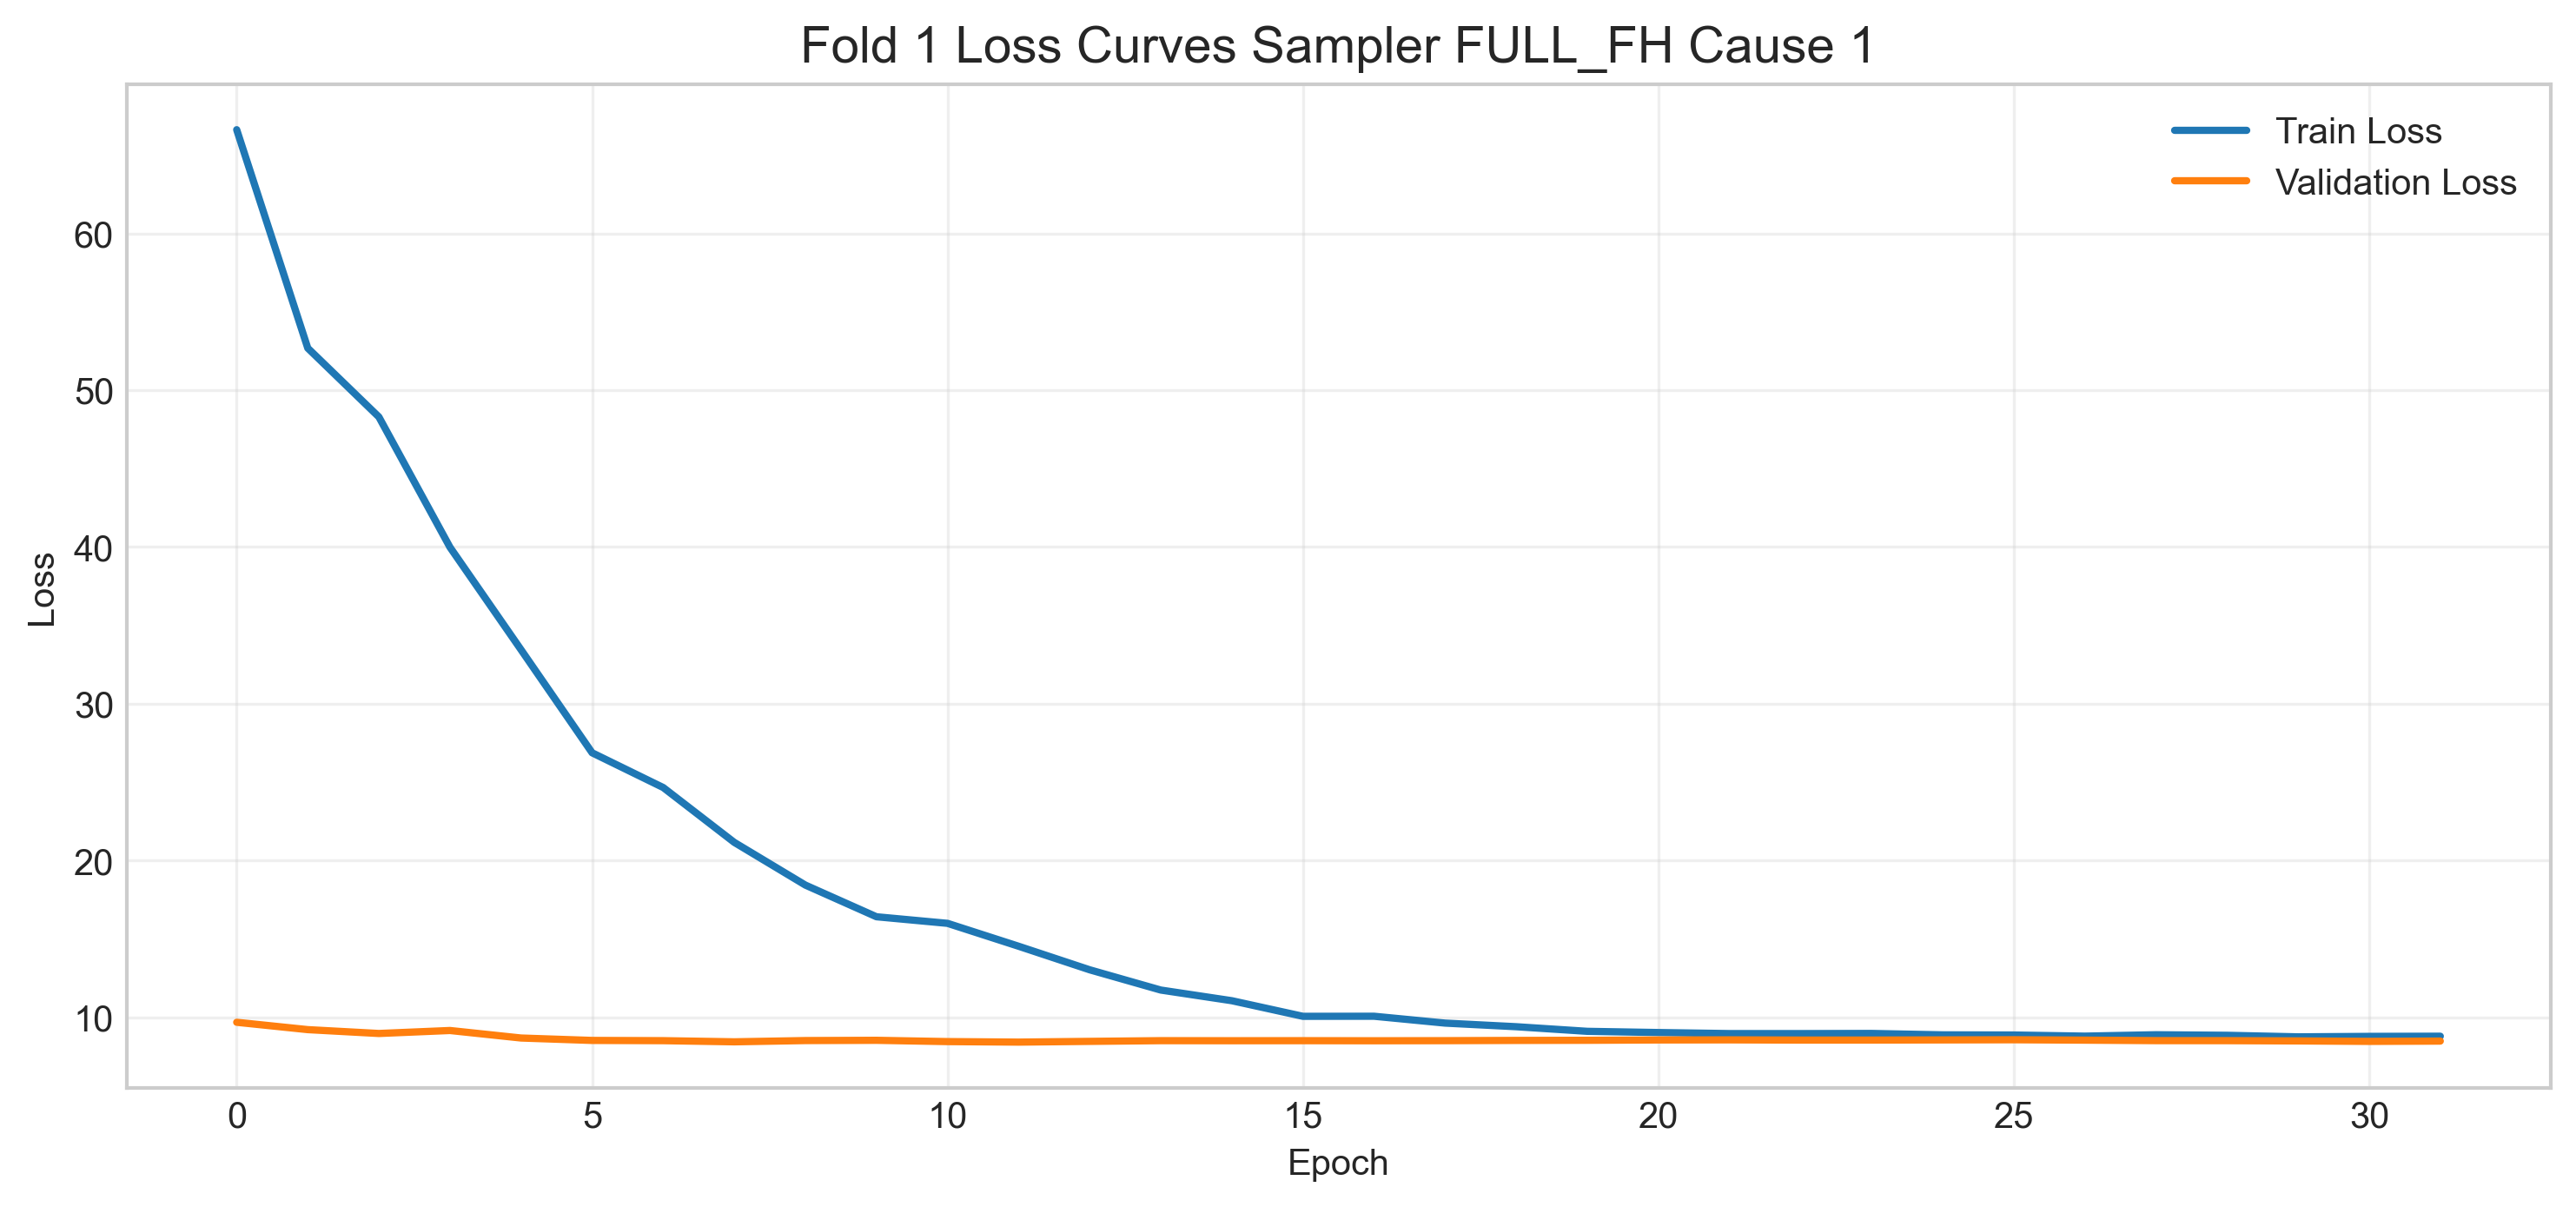 Fold 1 Loss Curves Sampler FULL_FH Cause 1
Train Loss
Validation Loss
60
50
40
30
20
10
Loss
0 5 10 15 20 25 30
Epoch